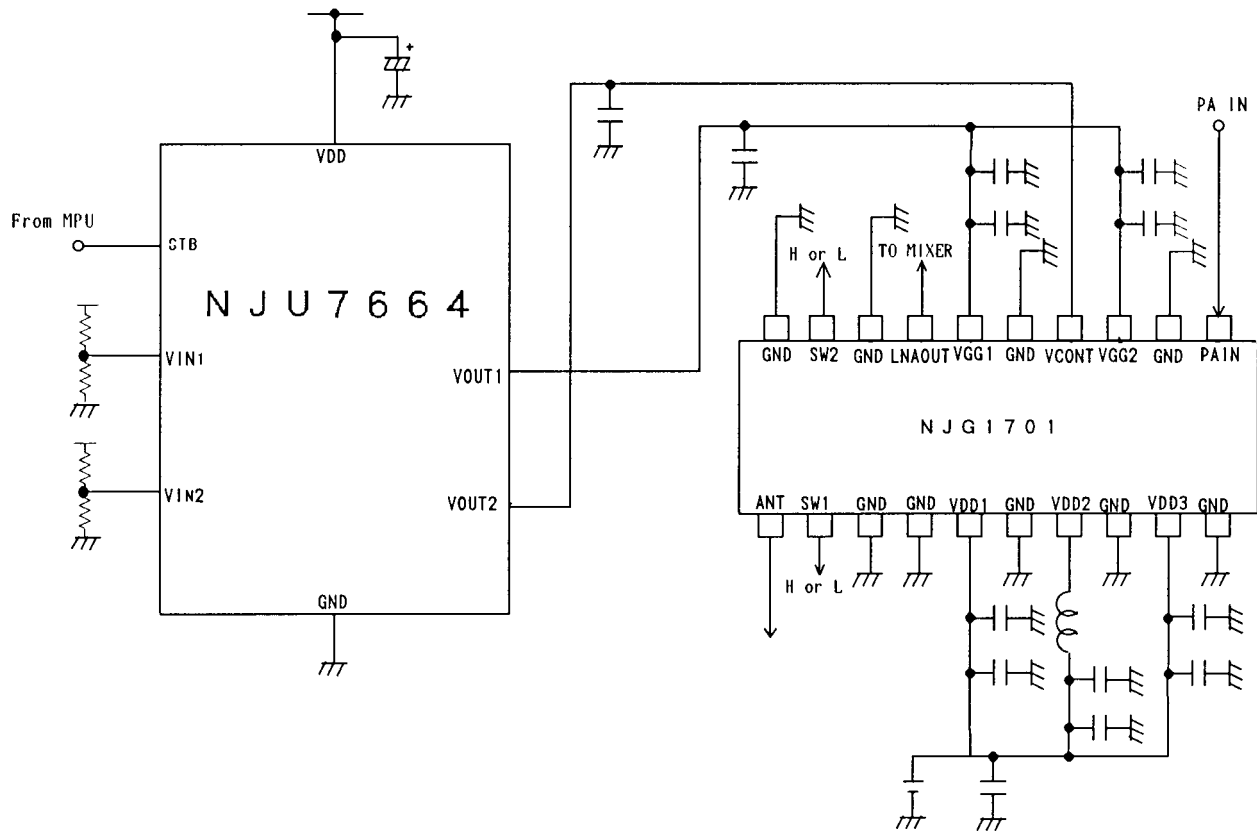 +
PA IN
VDD
From MPU
STB
NJU7664
VIN1
VOUT1
VIN2
VOUT2
GND
H or L
TO MIXER
GND
SW2
GND
LNAOUT
VGG1
GND
VCONT
VGG2
GND
PAIN
NJG1701
ANT
SW1
GND
GND
VDD1
GND
VDD2
GND
VDD3
GND
H or L